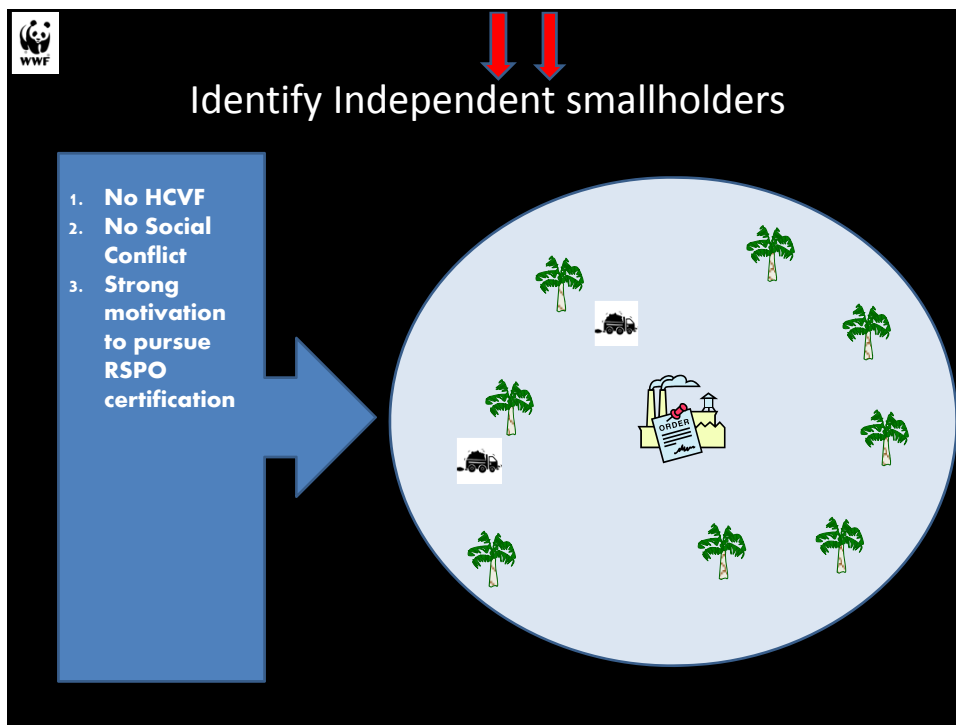 WWF
Identify Independent smallholders
1. No HCVF
2. No Social
Conflict
3. Strong
motivation
to pursue
RSPO
certification
ORDER